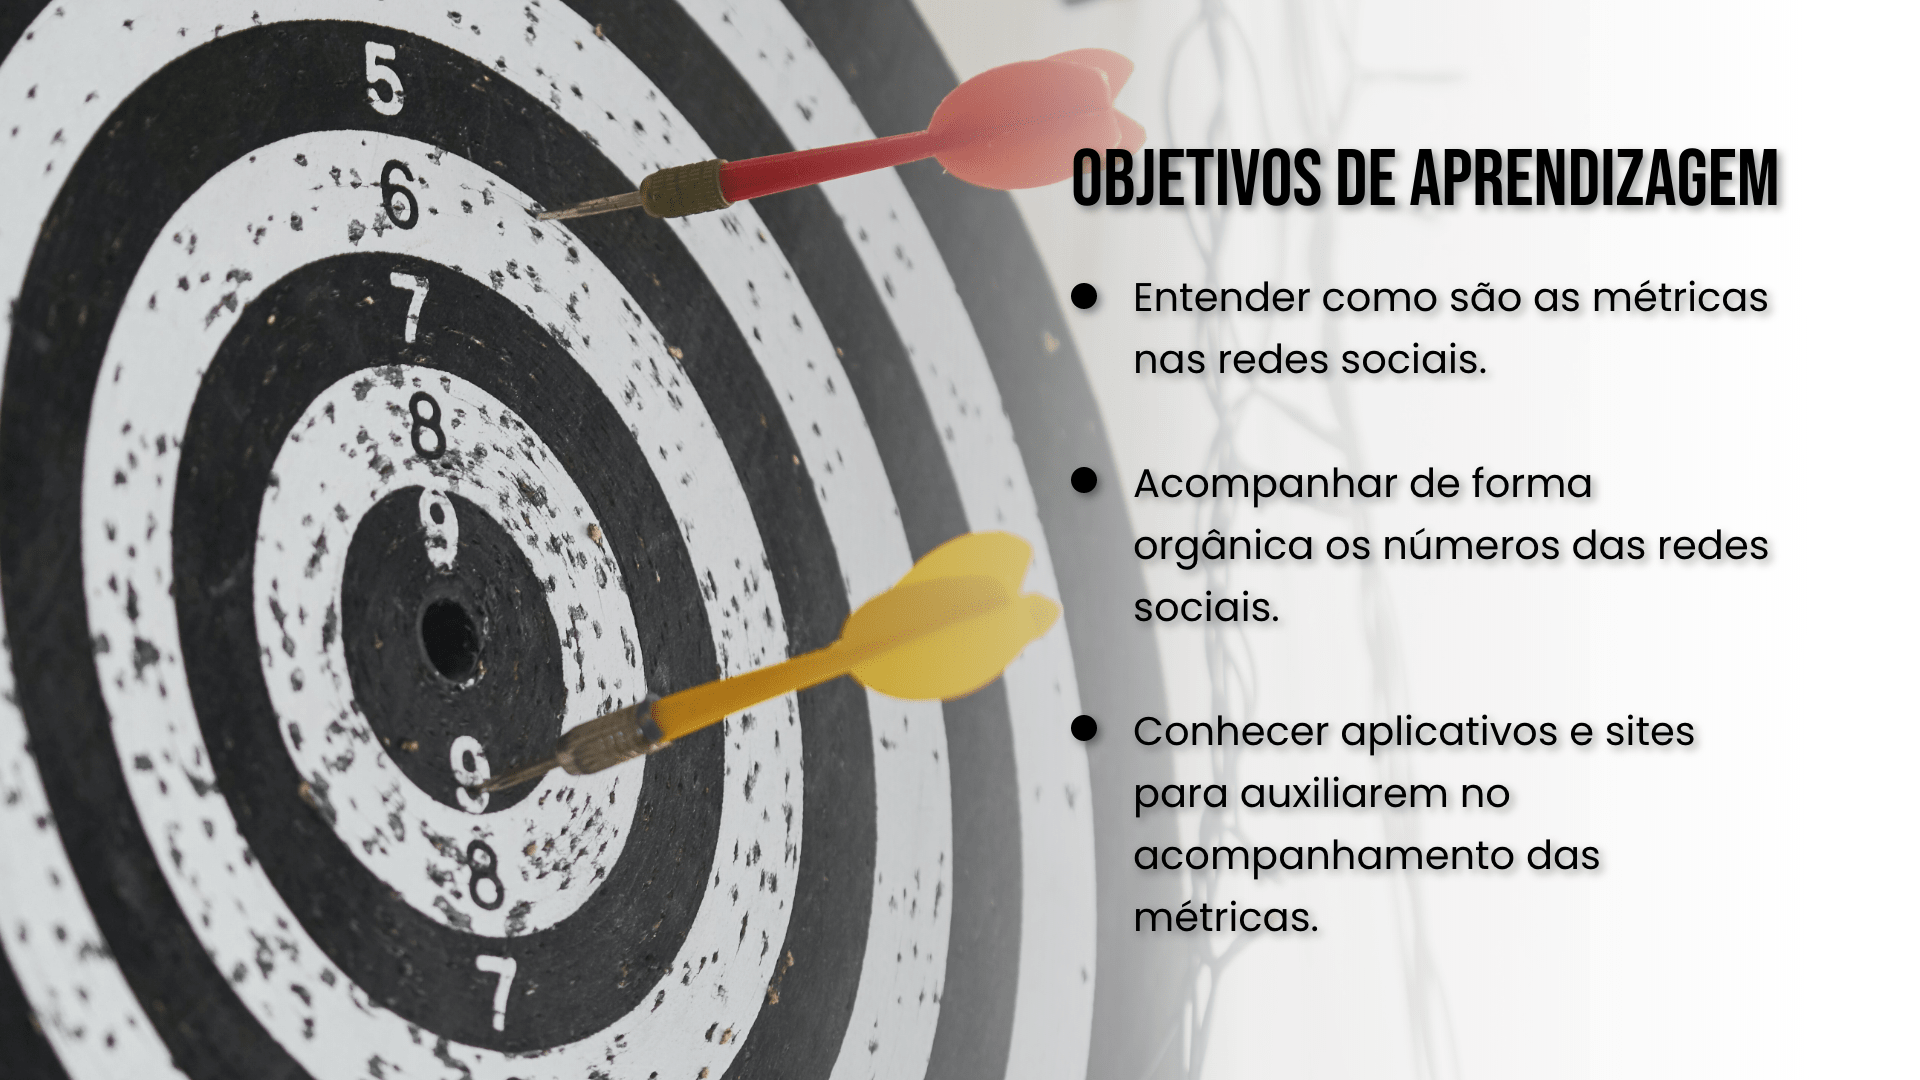 5
6
7
8
9
9
8
7
OBJETIVOS DE APRENDIZAGEM
● Entender como são as métricas
nas redes sociais.
● Acompanhar de forma
orgânica os números das redes
sociais.
● Conhecer aplicativos e sites
para auxiliarem no
acompanhamento das
métricas.